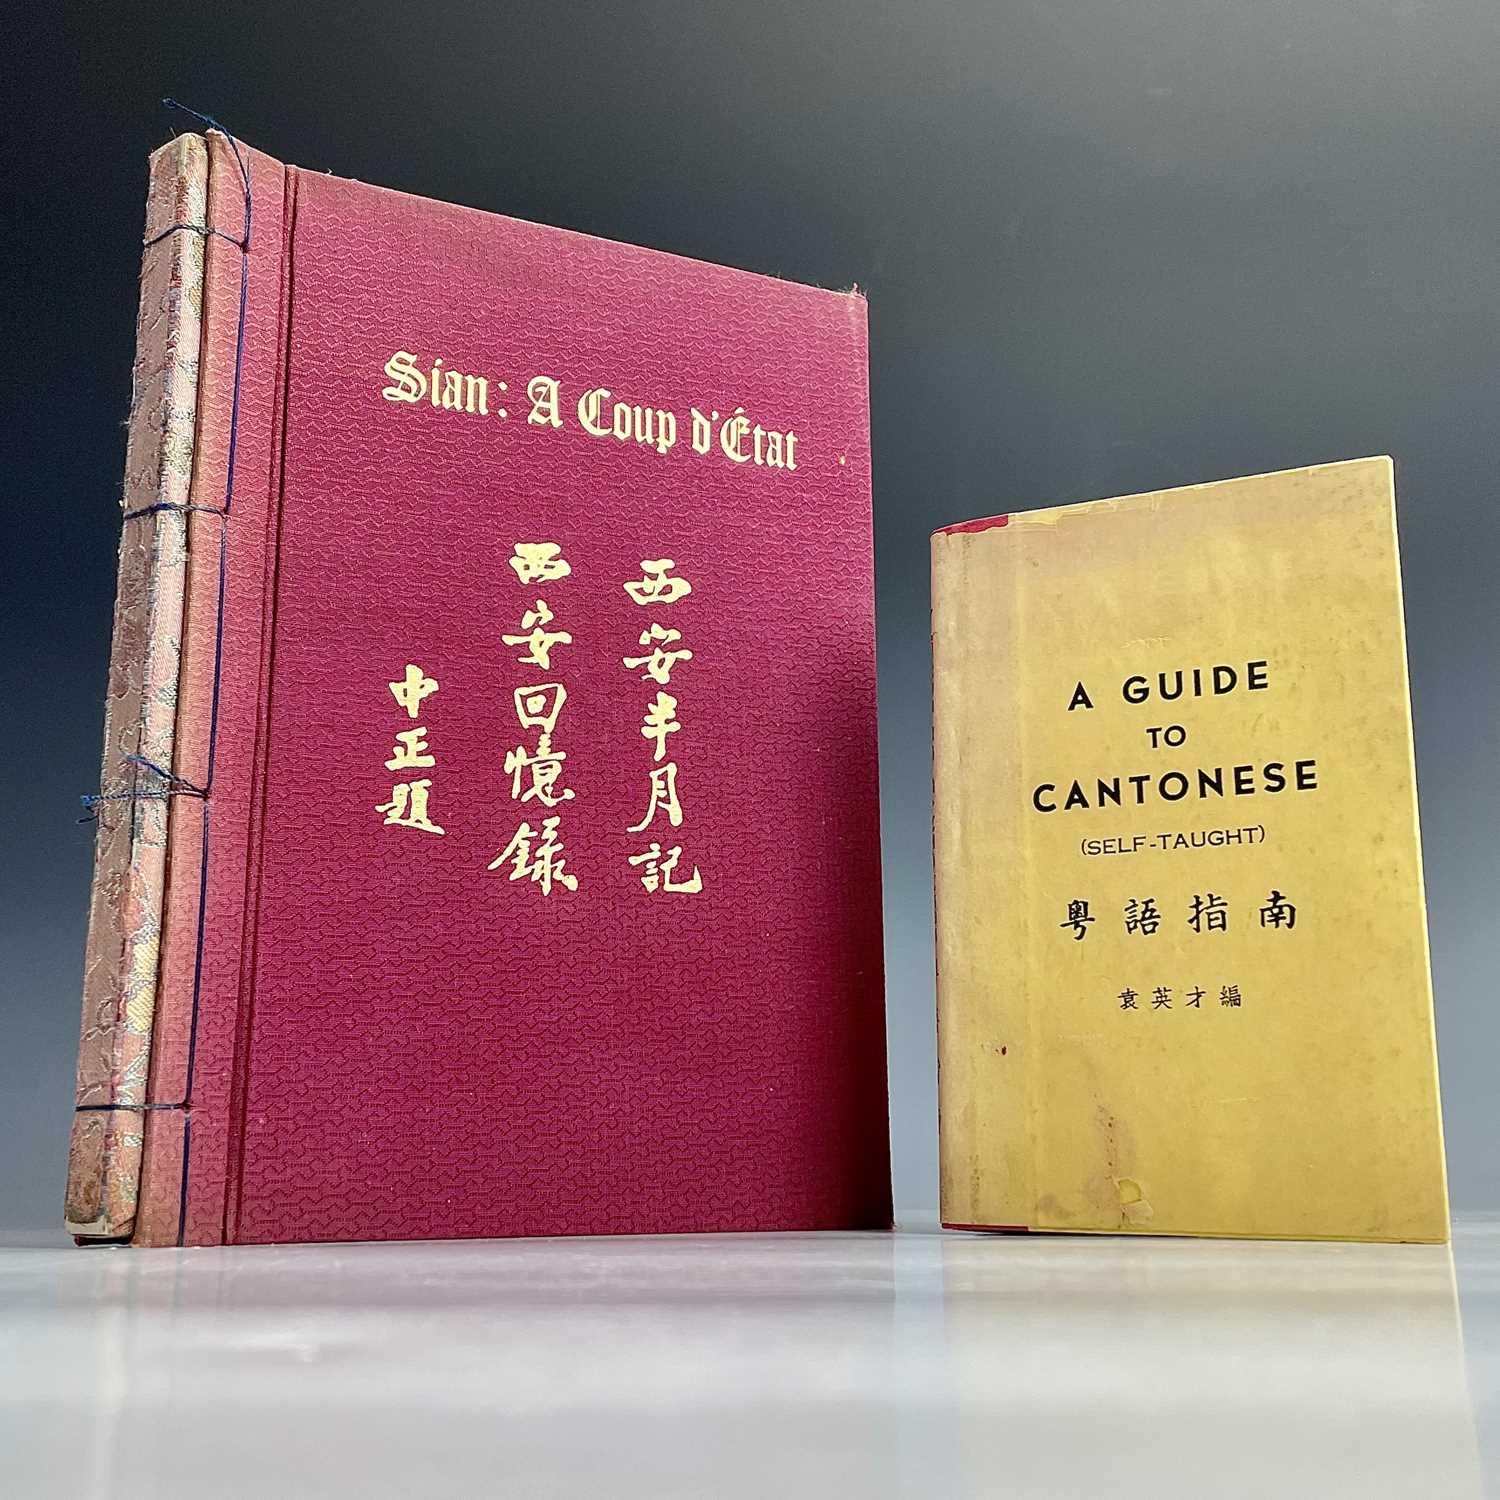 Sian: A Coup d'État
西安半月記
西安回憶錄
中正題
A GUIDE
TO
CANTONESE
(SELF-TAUGHT)
粵語指南
袁英才編